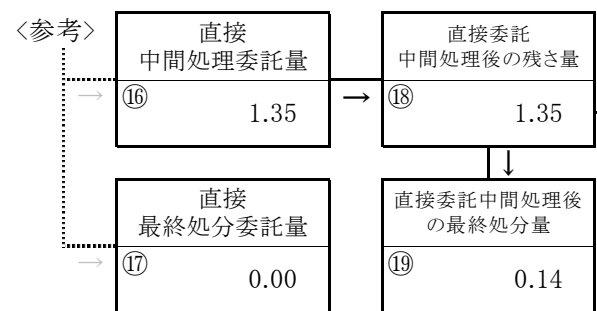 <参考>
直接
中間処理委託量
⑯
1.35
→
→
直接委託
中間処理後の残さ量
⑱
1.35
↓
直接
最終処分委託量
⑰
0.00
→
直接委託中間処理後
の最終処分量
⑲
0.14